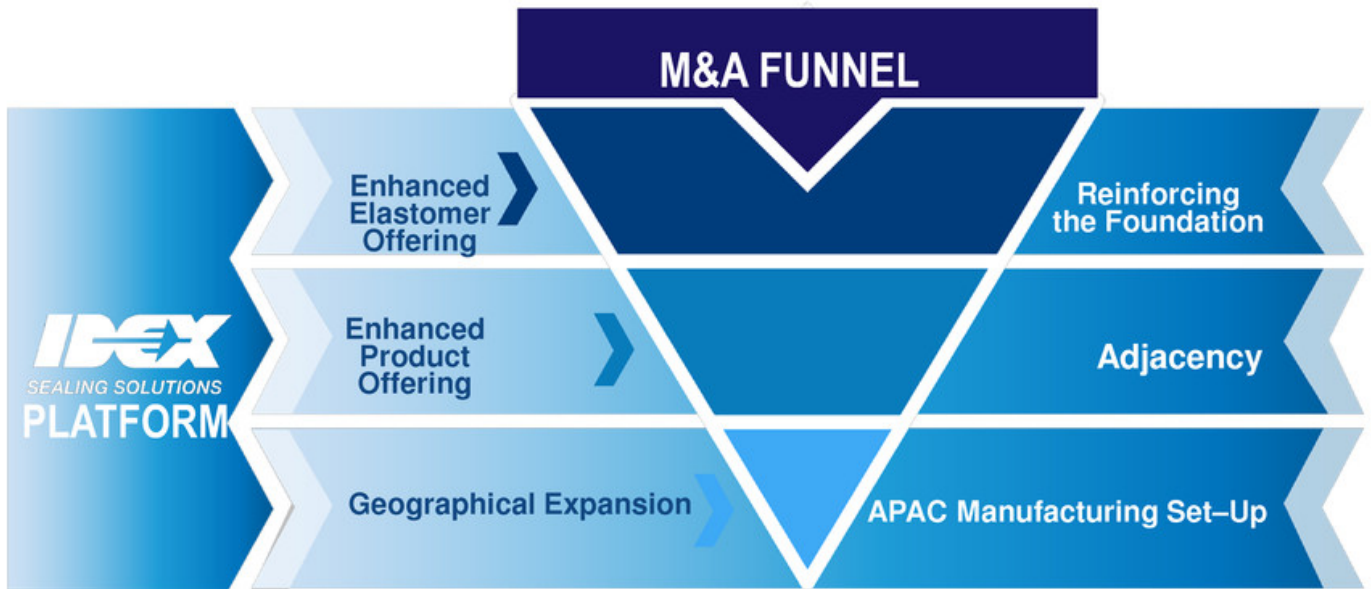 M&A FUNNEL
Enhanced
Elastomer
Offering
Reinforcing
the Foundation
IDEX
SEALING SOLUTIONS
PLATFORM
Enhanced
Product
Offering
Adjacency
Geographical Expansion
APAC Manufacturing Set–Up